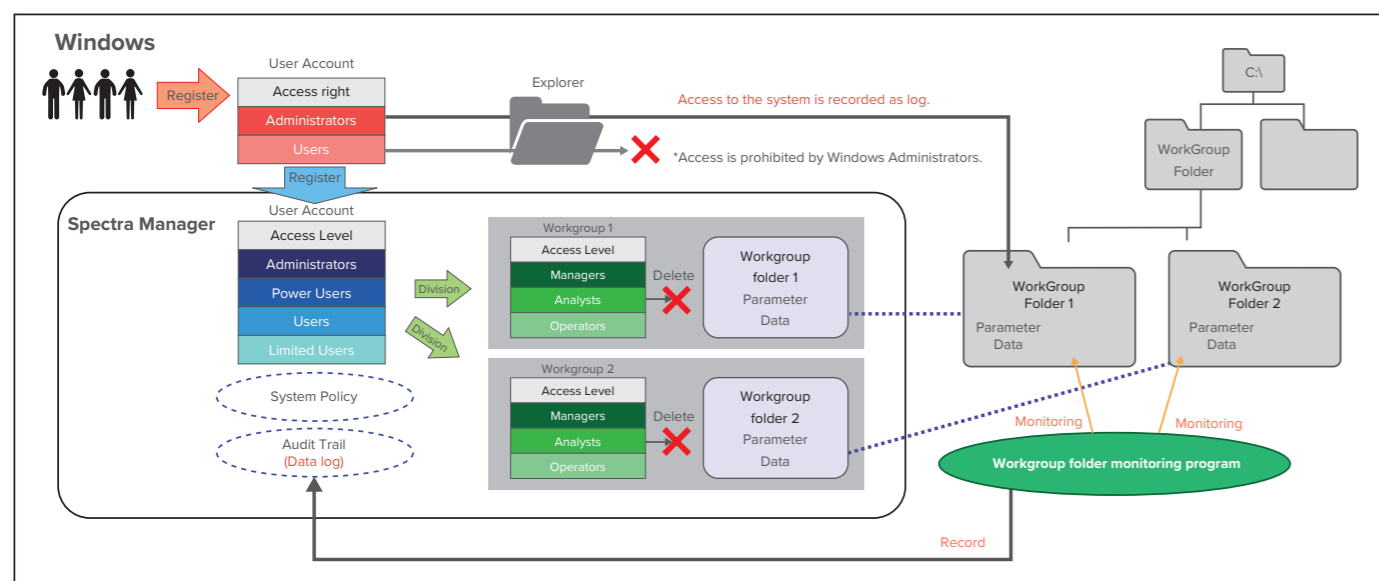 Windows
User Account
Register
Access right
Administrators
Users
Explorer
Access to the system is recorded as log.
*Access is prohibited by Windows Administrators.
C:\
WorkGroup
Folder
Register
Spectra Manager
User Account
Access Level
Administrators
Power Users
Users
Limited Users
System Policy
Audit Trail
(Data log)
Division
Division
Workgroup 1
Access Level
Managers
Analysts
Operators
Delete
Workgroup
folder 1
Parameter
Data
Workgroup 2
Access Level
Managers
Analysts
Operators
Delete
Workgroup
folder 2
Parameter
Data
WorkGroup
Folder 1
Parameter
Data
WorkGroup
Folder 2
Parameter
Data
Monitoring
Monitoring
Workgroup folder monitoring program
Record